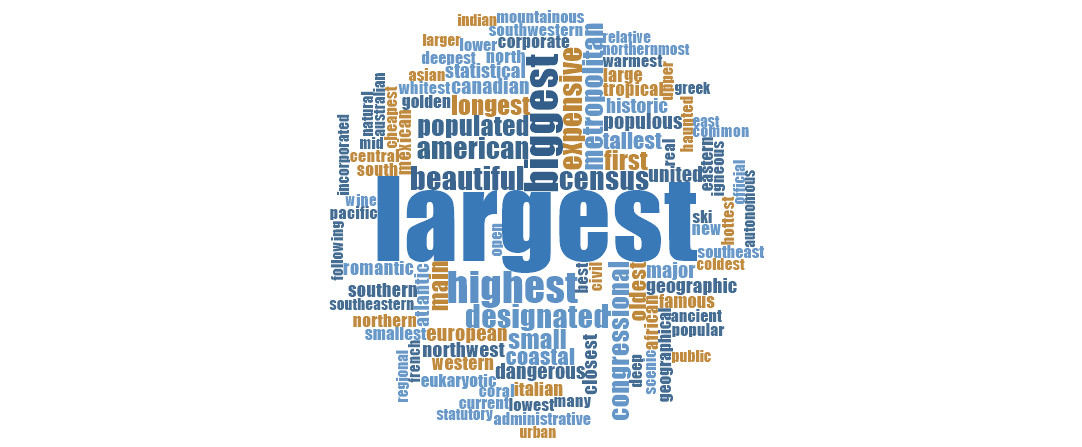 indian
mountainous
southwestern
larger
lower
corporate
relative
northernmost
deepest
north
warmest
asian
statistical
large
upper
whitest
canadian
tropical
greek
natural
australian
cheapest
golden
longest
biggest
expensive
metropolitan
historic
populated
populous
haunted
east
common
incorporated
mid
mexican
american
tallest
real
eastern
igneous
central
first
official
south
beautiful
census
united
autonomous
wine
pacific
largest
ski
new
hottest
following
open
southeast
coldest
romantic
atlantic
main
highest
best
civil
congressional
oldest
major
geographic
southern
southeastern
designated
famous
african
ancient
northern
popular
smallest
european
small
geographical
regional
french
northwest
coastal
closest
public
western
dangerous
deep
scenic
eukaryotic
coral
italian
current
lowest
many
statutory
administrative
urban